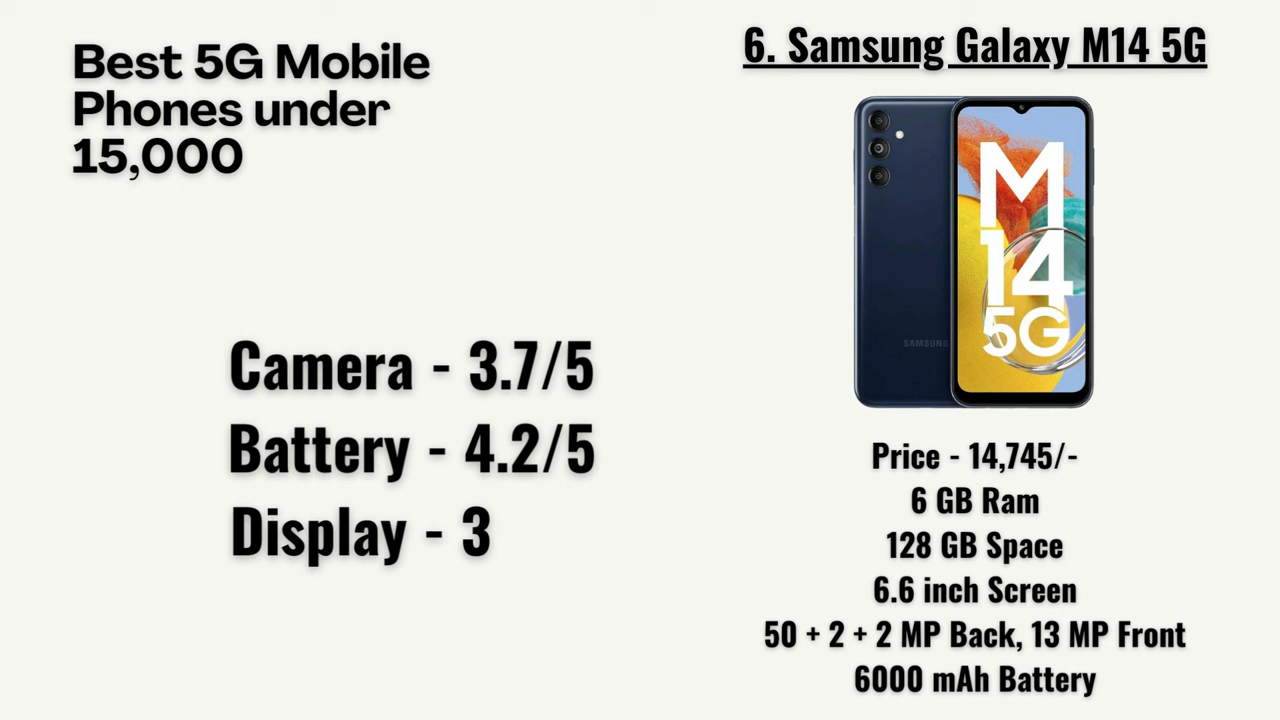 Best 5G Mobile
Phones under
15,000
6. Samsung Galaxy M14 5G
M
14
5G
SAMSUNG
Camera - 3.7/5
Battery - 4.2/5
Display - 3
Price - 14,745/-
6 GB Ram
128 GB Space
6.6 inch Screen
50 + 2 + 2 MP Back, 13 MP Front
6000 mAh Battery